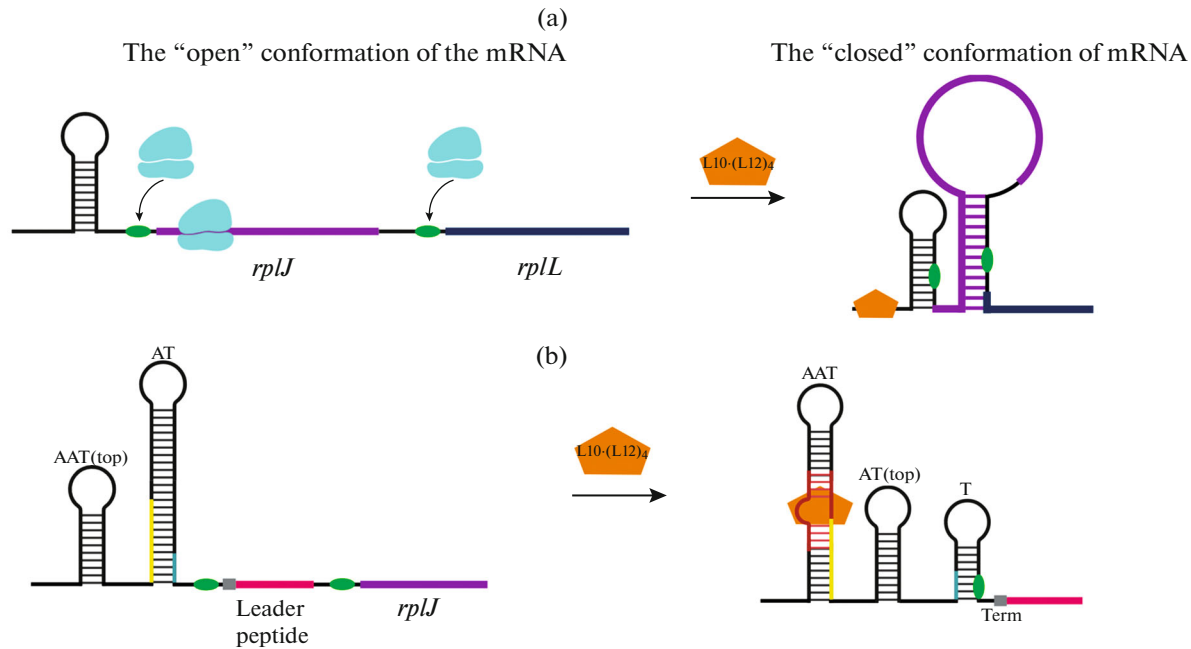 (a)
The “open” conformation of the mRNA
The “closed” conformation of mRNA
L10·(L12)₄
rplJ
rplL
(b)
AT
AAT(top)
Leader
peptide
rplJ
L10·(L12)₄
AAT
AT(top)
T
Term